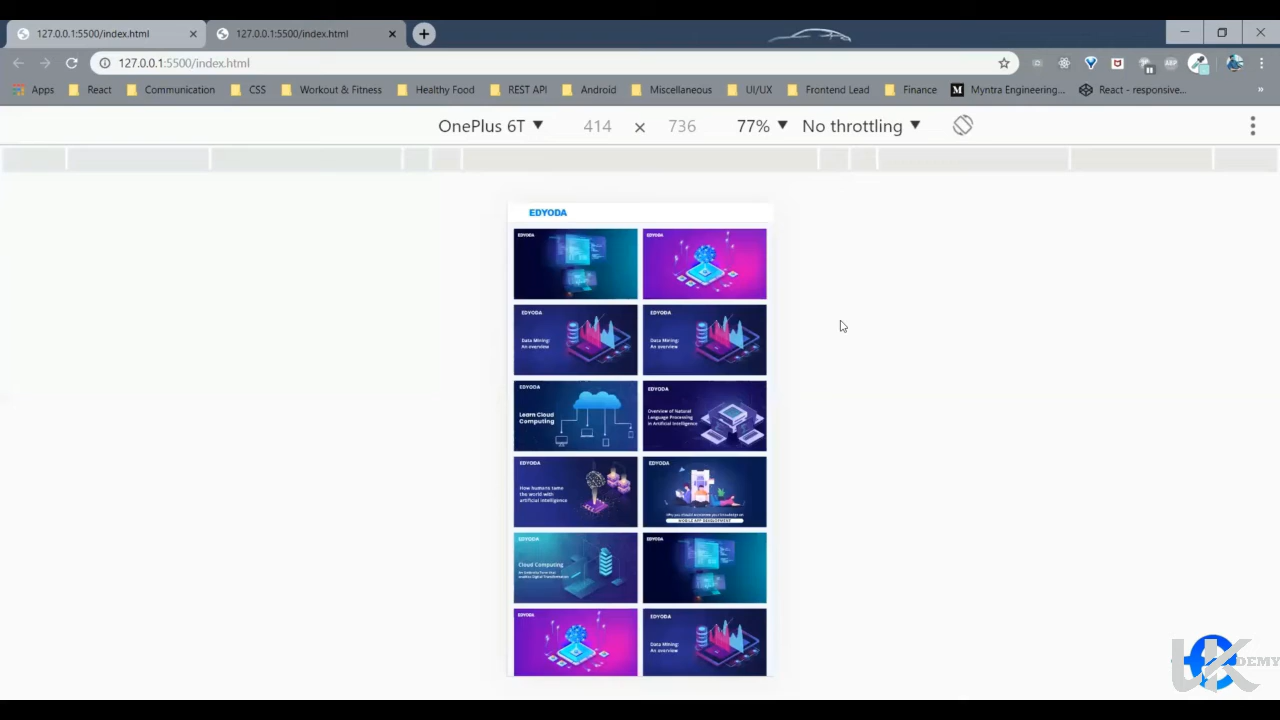 127.0.0.1:5500/index.html
127.0.0.1:5500/index.html
127.0.0.1:5500/index.html
Apps
React
Communication
CSS
Workout & Fitness
Healthy Food
REST API
Android
Miscellaneous
UI/UX
Frontend Lead
Finance
Myntra Engineering...
React - responsive...
»
OnePlus 6T
414 × 736
77%
No throttling
EDYODA
EDYODA
EDYODA
EDYODA
Data Mining:
An overview
EDYODA
Data Mining:
An overview
EDYODA
Learn Cloud
Computing
EDYODA
Overview of Natural
Language Processing
in Artificial Intelligence
EDYODA
How humans tame
the world with
artificial intelligence
EDYODA
MOBILE APP DEVELOPMENT
EDYODA
Cloud Computing
EDYODA
EDYODA
EDYODA
Data Mining:
An overview
UK
DEMY